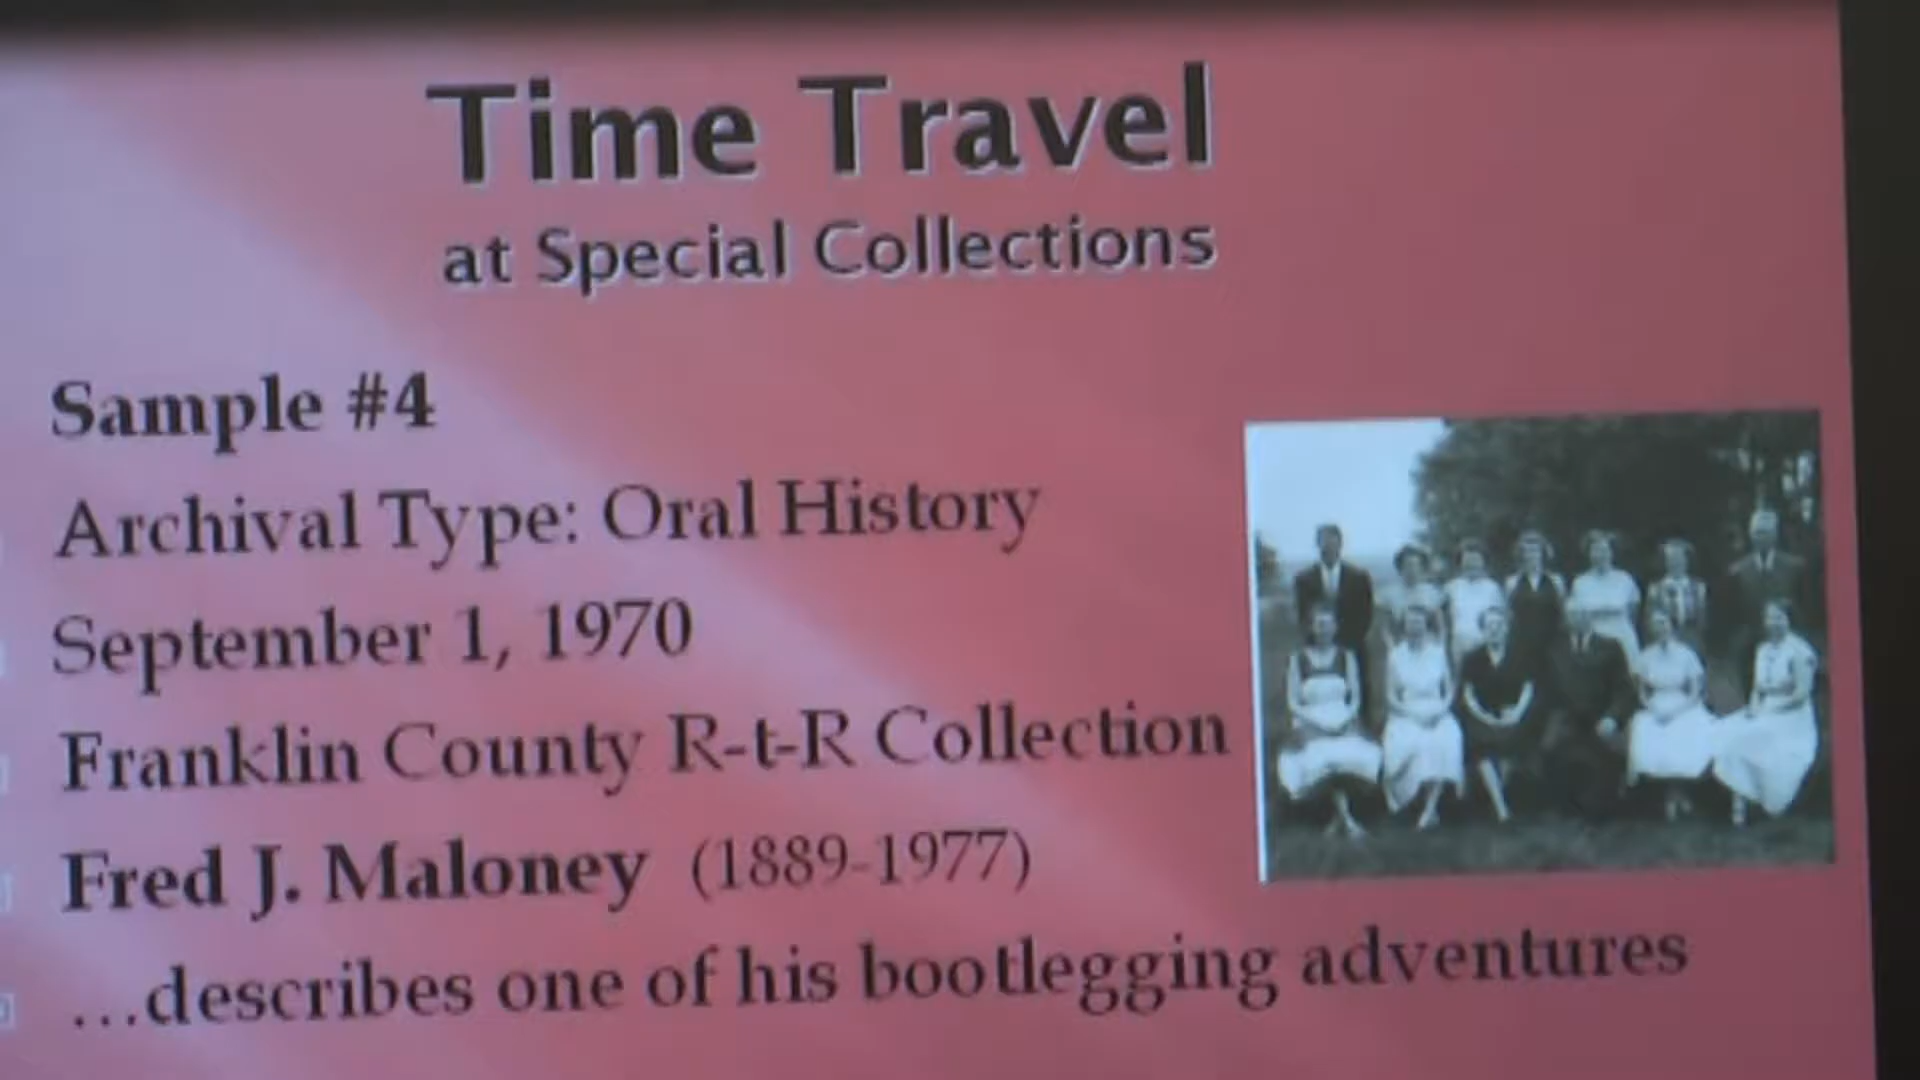 Time Travel
at Special Collections
Sample #4
Archival Type: Oral History
September 1, 1970
Franklin County R-t-R Collection
Fred J. Maloney (1889-1977)
...describes one of his bootlegging adventures